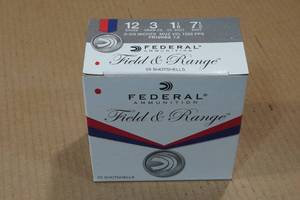 12 3 1⅛ 7½
FEDERAL
AMMUNITION
Field & Range
25 SHOTSHELLS
FEDERAL
AMMUNITION
Field & Range
25 SHOTSHELLS